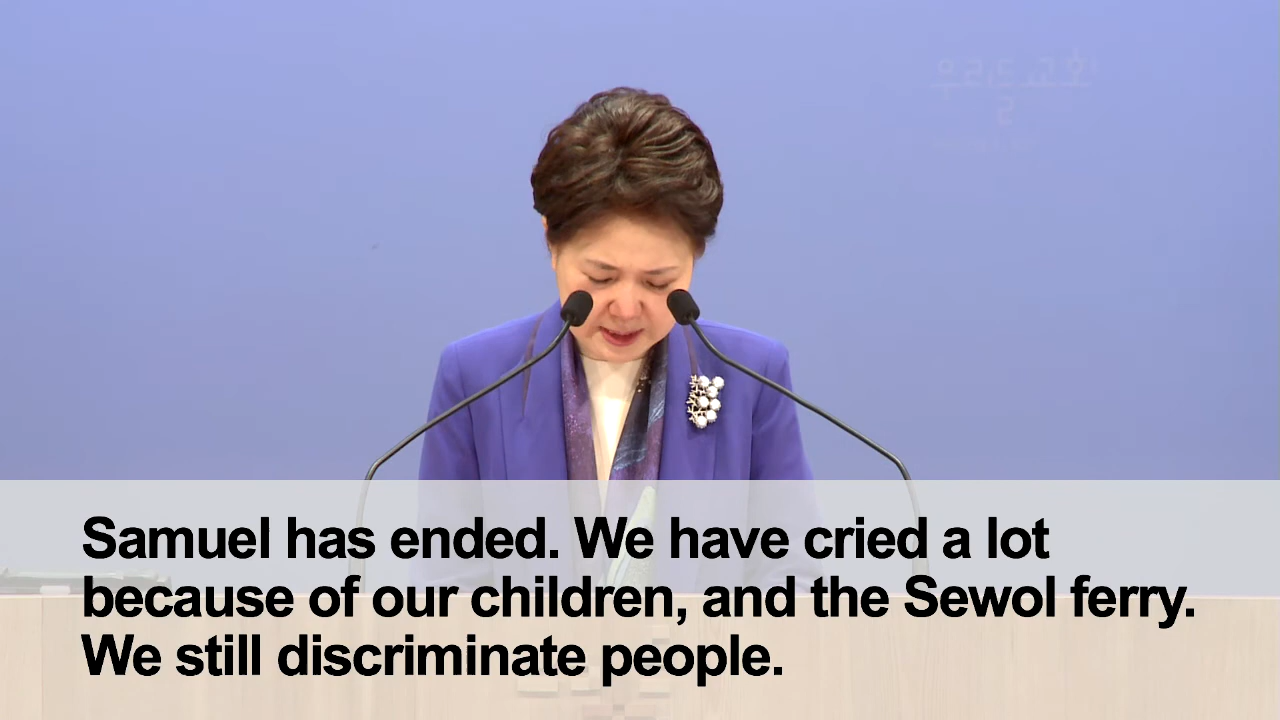 Samuel has ended. We have cried a lot
because of our children, and the Sewol ferry.
We still discriminate people.